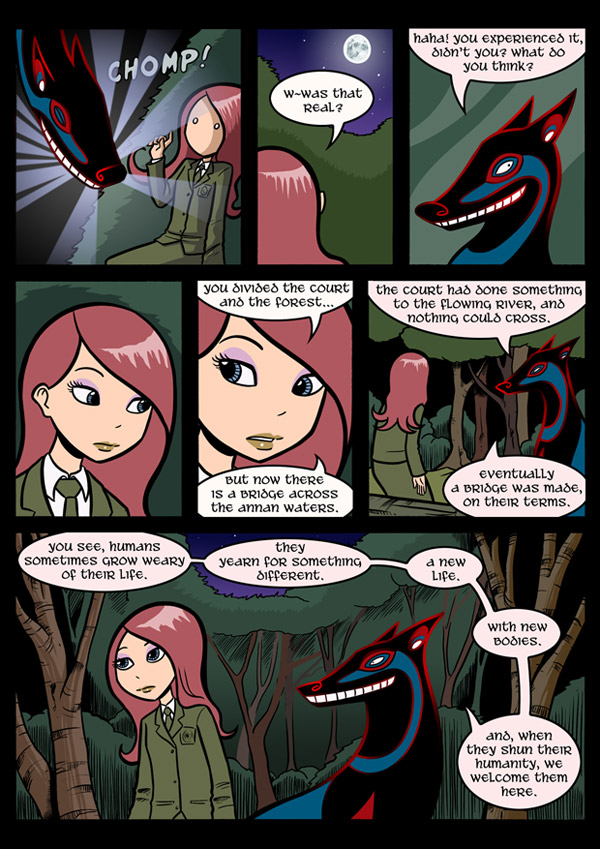 CHOMP!
W-WAS THAT
REAL?
HAHA! YOU EXPERIENCED IT,
DIDN'T YOU? WHAT DO
YOU THINK?
YOU DIVIDED THE COURT
AND THE FOREST...
BUT NOW THERE
IS A BRIDGE ACROSS
THE ANNAN WATERS.
THE COURT HAD DONE SOMETHING
TO THE FLOWING RIVER, AND
NOTHING COULD CROSS.
EVENTUALLY
A BRIDGE WAS MADE,
ON THEIR TERMS.
YOU SEE, HUMANS
SOMETIMES GROW WEARY
OF THEIR LIFE.
THEY
YEARN FOR SOMETHING
DIFFERENT.
A NEW
LIFE.
WITH NEW
BODIES.
AND, WHEN
THEY SHUN THEIR
HUMANITY, WE
WELCOME THEM
HERE.